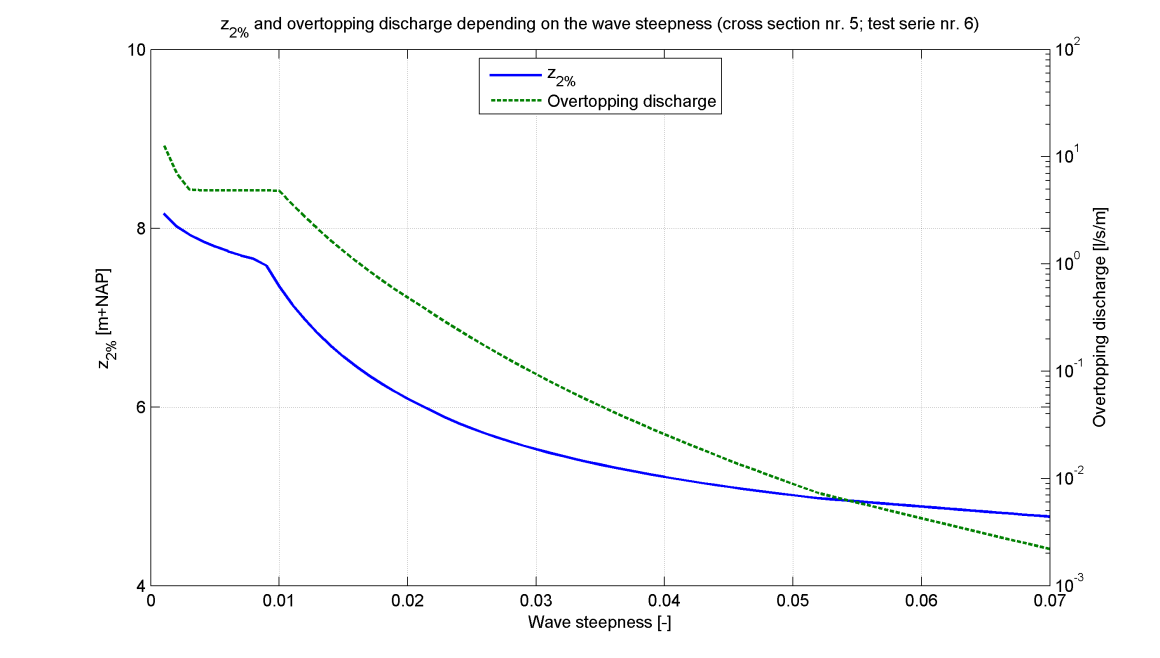 z2% and overtopping discharge depending on the wave steepness (cross section nr. 5; test serie nr. 6)
z2%
Overtopping discharge
10
8
6
4
z2% [m+NAP]
10^2
10^1
10^0
10^-1
10^-2
10^-3
Overtopping discharge [l/s/m]
0 0.01 0.02 0.03 0.04 0.05 0.06 0.07
Wave steepness [-]